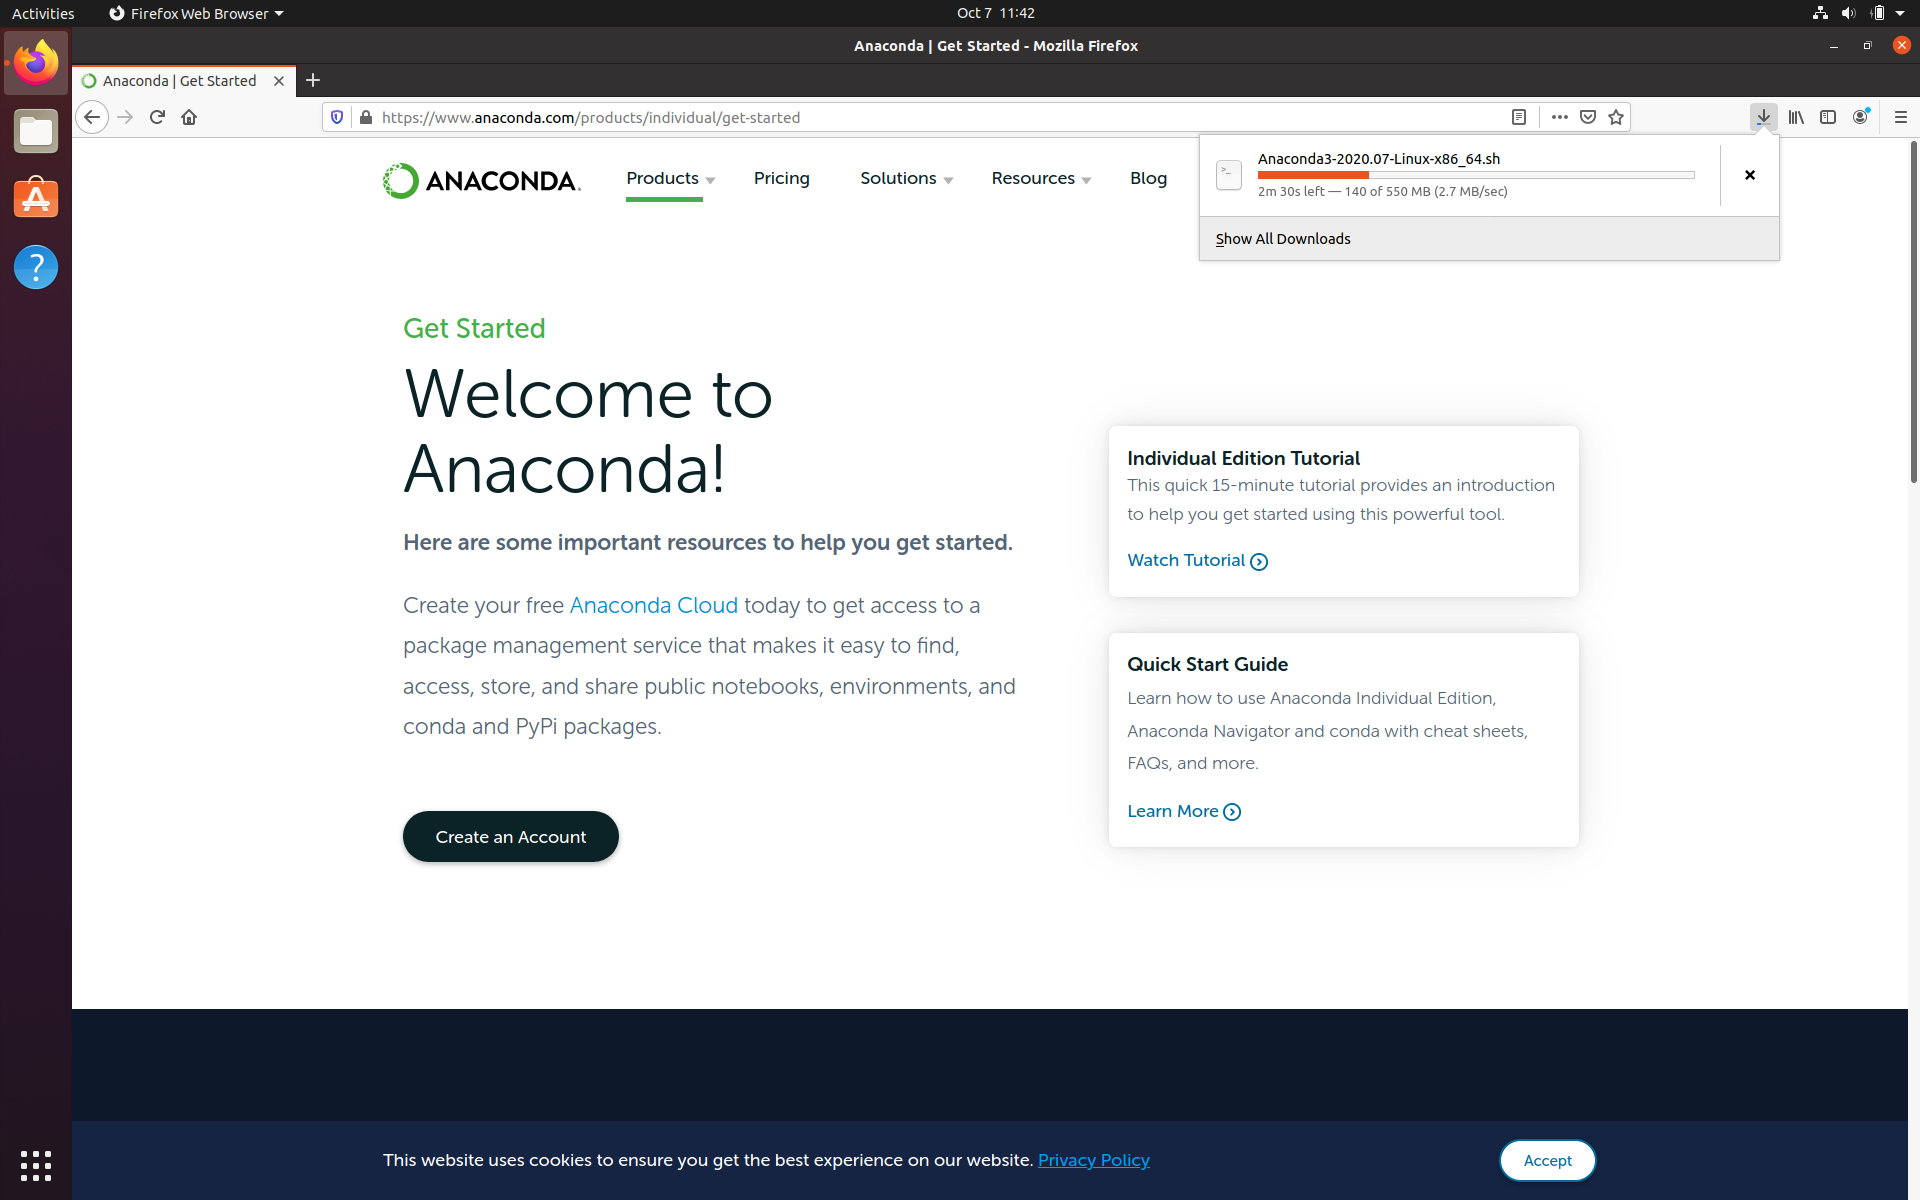 Activities
Firefox Web Browser
Oct 7 11:42
Anaconda | Get Started - Mozilla Firefox
Anaconda | Get Started
https://www.anaconda.com/products/individual/get-started
ANACONDA.
Products
Pricing
Solutions
Resources
Blog
Anaconda3-2020.07-Linux-x86_64.sh
2m 30s left — 140 of 550 MB (2.7 MB/sec)
Show All Downloads
Get Started
Welcome to
Anaconda!
Here are some important resources to help you get started.
Create your free Anaconda Cloud today to get access to a
package management service that makes it easy to find,
access, store, and share public notebooks, environments, and
conda and PyPi packages.
Create an Account
Individual Edition Tutorial
This quick 15-minute tutorial provides an introduction
to help you get started using this powerful tool.
Watch Tutorial
Quick Start Guide
Learn how to use Anaconda Individual Edition,
Anaconda Navigator and conda with cheat sheets,
FAQs, and more.
Learn More
This website uses cookies to ensure you get the best experience on our website. Privacy Policy
Accept